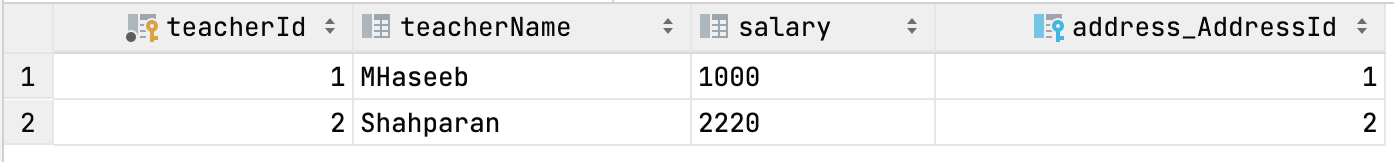 teacherId teacherName salary address_AddressId
1 1 MHaseeb 1000 1
2 2 Shahparan 2220 2